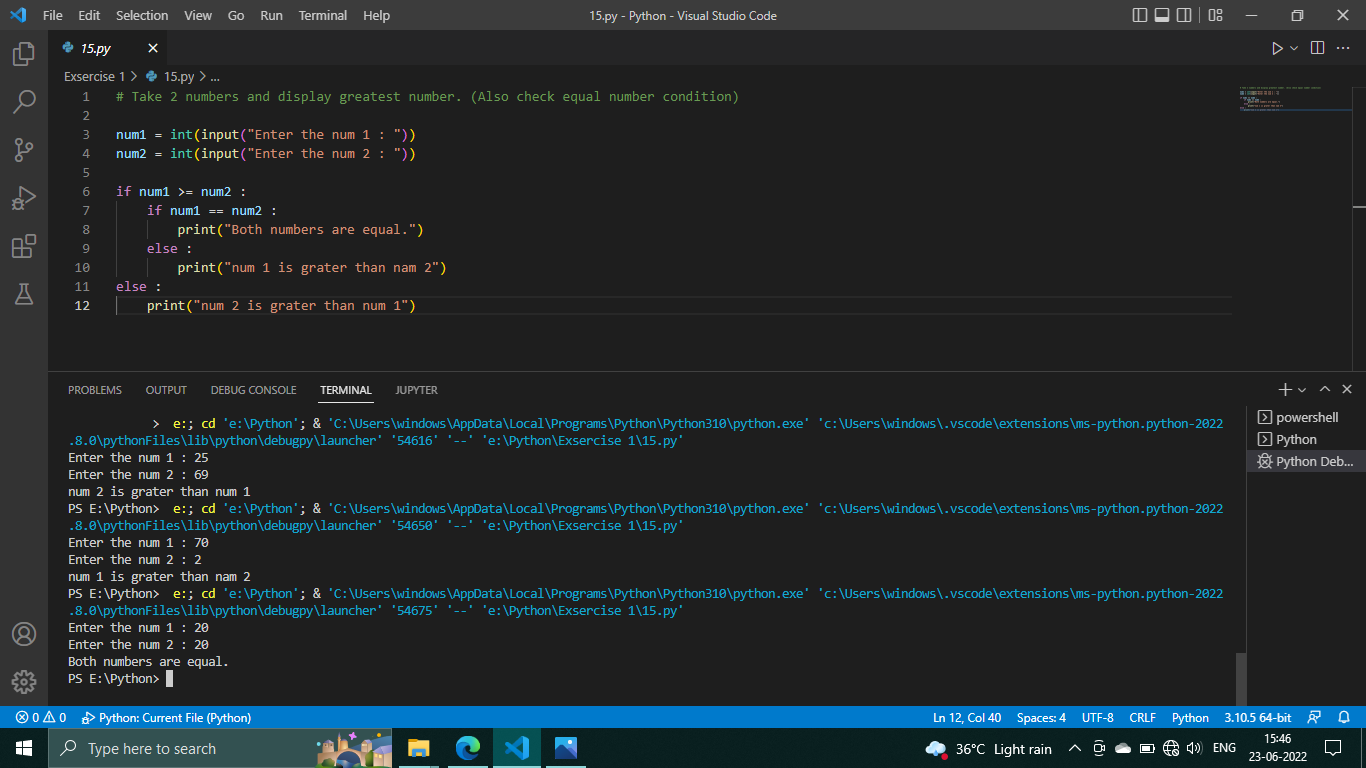 File Edit Selection View Go Run Terminal Help 15.py - Python - Visual Studio Code
15.py
Exsercise 1 > 15.py > ...
1 # Take 2 numbers and display greatest number. (Also check equal number condition)
2
3 num1 = int(input("Enter the num 1 : "))
4 num2 = int(input("Enter the num 2 : "))
5
6 if num1 >= num2 :
7 if num1 == num2 :
8 print("Both numbers are equal.")
9 else :
10 print("num 1 is grater than nam 2")
11 else :
12 print("num 2 is grater than num 1")
PROBLEMS OUTPUT DEBUG CONSOLE TERMINAL JUPYTER
> e:; cd 'e:\Python'; & 'C:\Users\windows\AppData\Local\Programs\Python\Python310\python.exe' 'c:\Users\windows\.vscode\extensions\ms-python.python-2022
.8.0\pythonFiles\lib\python\debugpy\launcher' '54616' '--' 'e:\Python\Exsercise 1\15.py'
Enter the num 1 : 25
Enter the num 2 : 69
num 2 is grater than num 1
PS E:\Python> e:; cd 'e:\Python'; & 'C:\Users\windows\AppData\Local\Programs\Python\Python310\python.exe' 'c:\Users\windows\.vscode\extensions\ms-python.python-2022
.8.0\pythonFiles\lib\python\debugpy\launcher' '54650' '--' 'e:\Python\Exsercise 1\15.py'
Enter the num 1 : 70
Enter the num 2 : 2
num 1 is grater than nam 2
PS E:\Python> e:; cd 'e:\Python'; & 'C:\Users\windows\AppData\Local\Programs\Python\Python310\python.exe' 'c:\Users\windows\.vscode\extensions\ms-python.python-2022
.8.0\pythonFiles\lib\python\debugpy\launcher' '54675' '--' 'e:\Python\Exsercise 1\15.py'
Enter the num 1 : 20
Enter the num 2 : 20
Both numbers are equal.
PS E:\Python>
powershell
Python
Python Deb...
0 0 Python: Current File (Python) Ln 12, Col 40 Spaces: 4 UTF-8 CRLF Python 3.10.5 64-bit
Type here to search 36°C Light rain ENG 15:46
23-06-2022